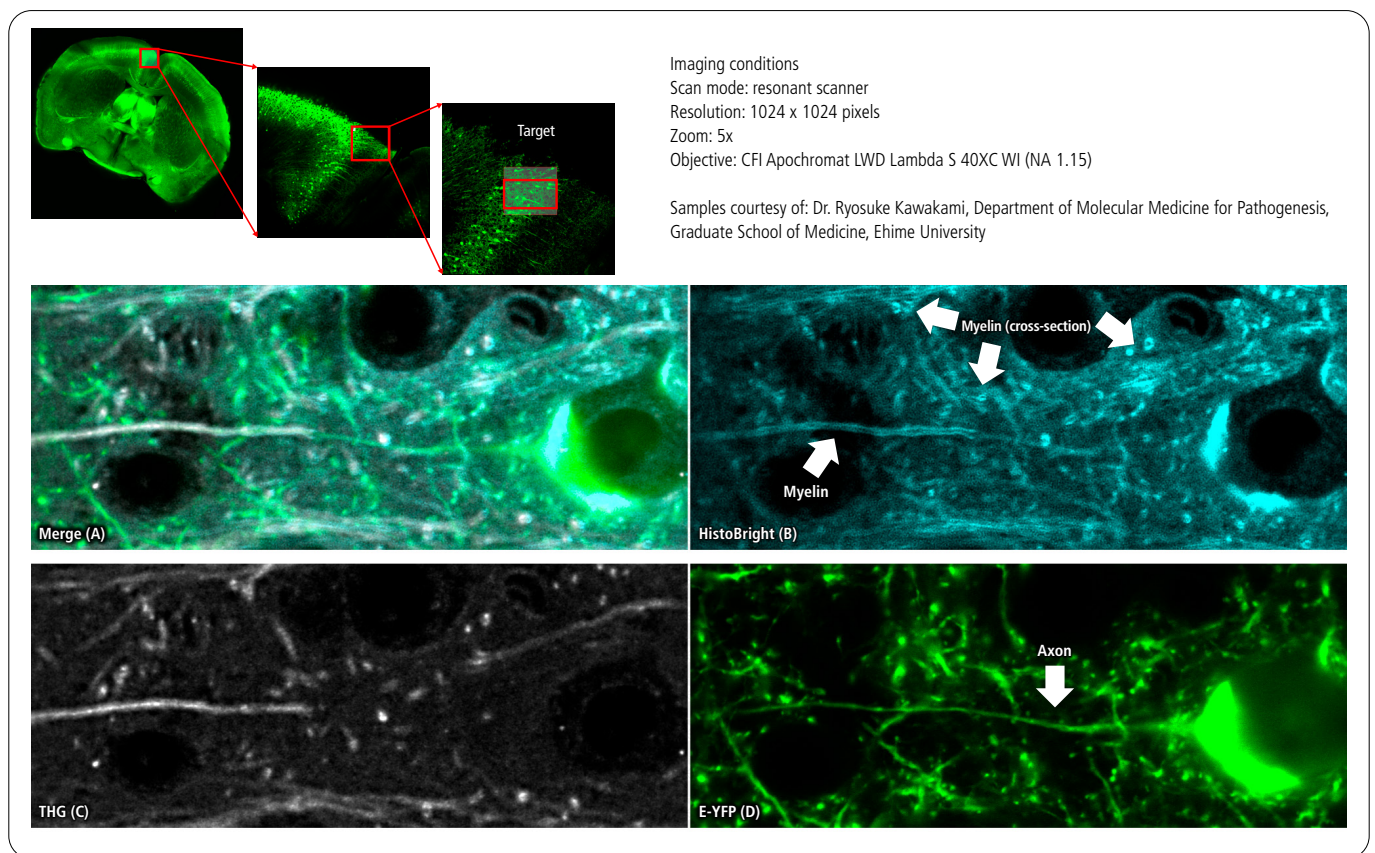 Target
Imaging conditions
Scan mode: resonant scanner
Resolution: 1024 x 1024 pixels
Zoom: 5x
Objective: CFI Apochromat LWD Lambda S 40XC WI (NA 1.15)
Samples courtesy of: Dr. Ryosuke Kawakami, Department of Molecular Medicine for Pathogenesis,
Graduate School of Medicine, Ehime University
Merge (A)
Myelin (cross-section)
Myelin
HistoBright (B)
THG (C)
Axon
E-YFP (D)